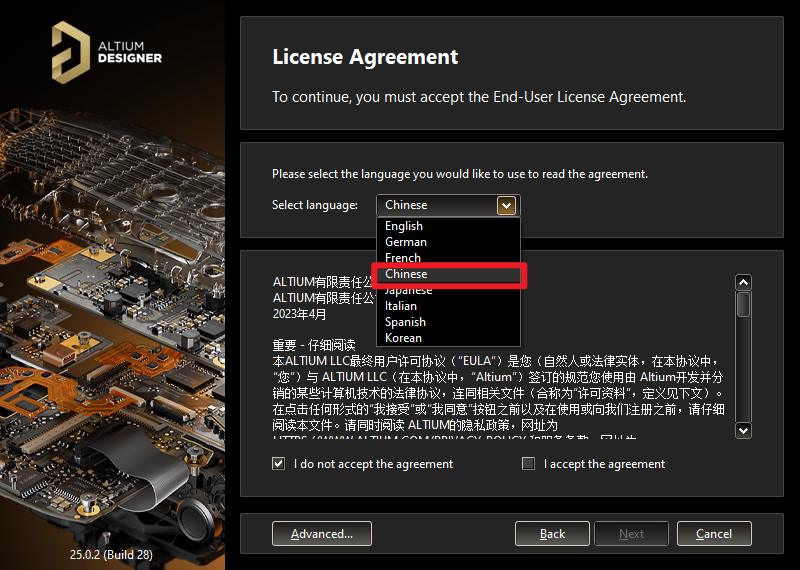 ALTIUM
DESIGNER
License Agreement
To continue, you must accept the End-User License Agreement.
Please select the language you would like to use to read the agreement.
Select language:
Chinese
English
German
French
Chinese
Japanese
Italian
Spanish
Korean
ALTIUM有限责任公
ALTIUM有限责任公
2023年4月
重要 - 仔细阅读
本ALTIUM LLC最终用户许可协议（“EULA”）是您（自然人或法律实体，在本协议中，
“您”）与 ALTIUM LLC（在本协议中，“Altium”）签订的规范您使用由 Altium开发并分
销的某些计算机技术的法律协议，连同相关文件（合称为“许可资料”，定义见下文）。
在点击任何形式的“我接受”或“我同意”按钮之前以及在使用或向我们注册之前，请仔细
阅读本文件。请同时阅读 ALTIUM的隐私政策，网址为
HTTPS://WWW.ALTIUM.COM/PRIVACY-POLICY
I do not accept the agreement
I accept the agreement
Advanced...
Back
Next
Cancel
25.0.2 (Build 28)